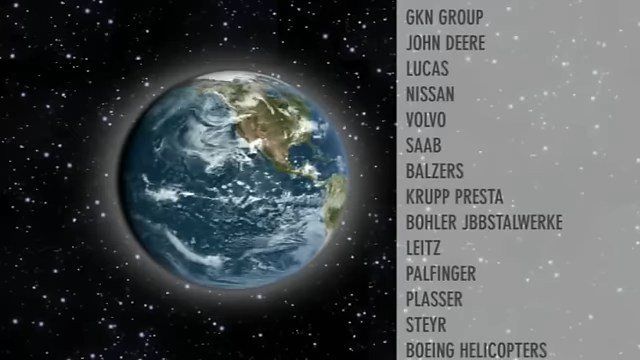 GKN GROUP
JOHN DEERE
LUCAS
NISSAN
VOLVO
SAAB
BALZERS
KRUPP PRESTA
BOHLER JBBSTALWERKE
LEITZ
PALFINGER
PLASSER
STEYR
BOEING HELICOPTERS